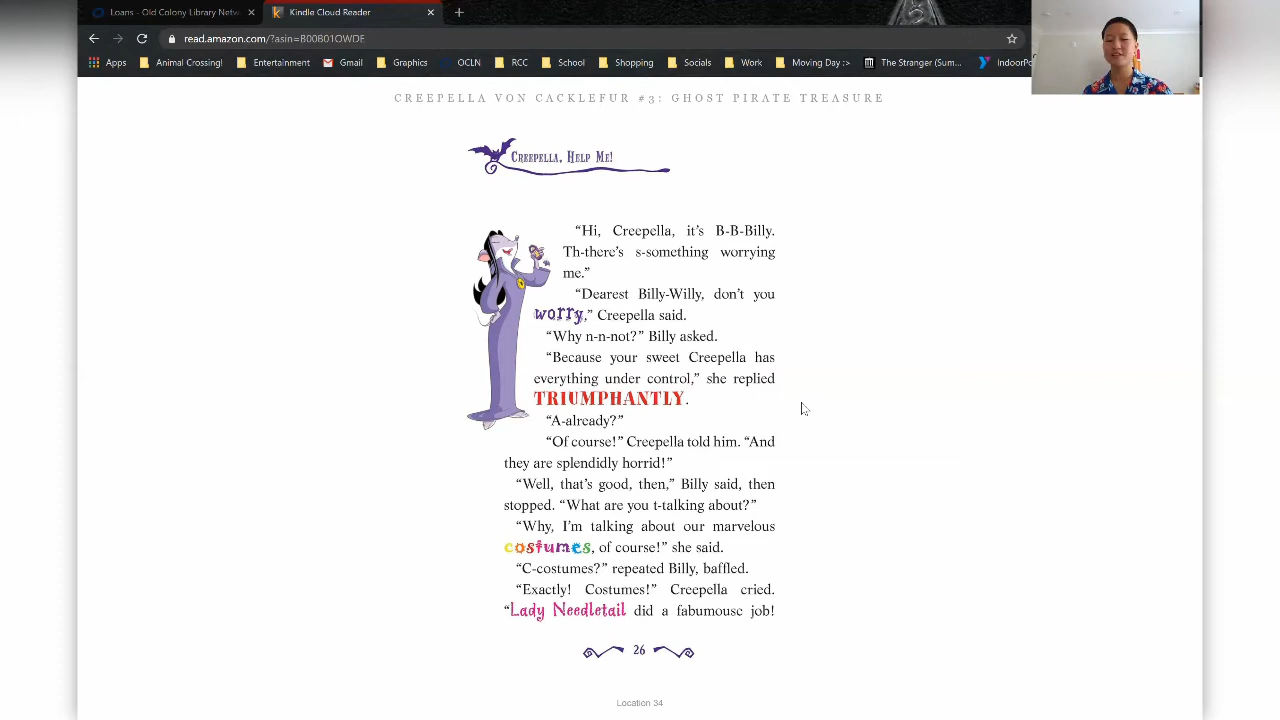 Loans - Old Colony Library Netw
Kindle Cloud Reader
read.amazon.com/?asin=B00B01OWDE
Apps Animal Crossing! Entertainment Gmail Graphics OCLN RCC School Shopping Socials Work Moving Day :> The Stranger (Sum... IndoorPo
CREEPELLA VON CACKLEFUR #3: GHOST PIRATE TREASURE
CREEPELLA, HELP ME!
“Hi, Creepella, it’s B-B-Billy.
Th-there’s s-something worrying
me.”
“Dearest Billy-Willy, don’t you
worry,” Creepella said.
“Why n-n-not?” Billy asked.
“Because your sweet Creepella has
everything under control,” she replied
TRIUMPHANTLY.
“A-already?”
“Of course!” Creepella told him. “And
they are splendidly horrid!”
“Well, that’s good, then,” Billy said, then
stopped. “What are you t-talking about?”
“Why, I’m talking about our marvelous
costumes, of course!” she said.
“C-costumes?” repeated Billy, baffled.
“Exactly! Costumes!” Creepella cried.
“Lady Needletail did a fabumouse job!
26
Location 34